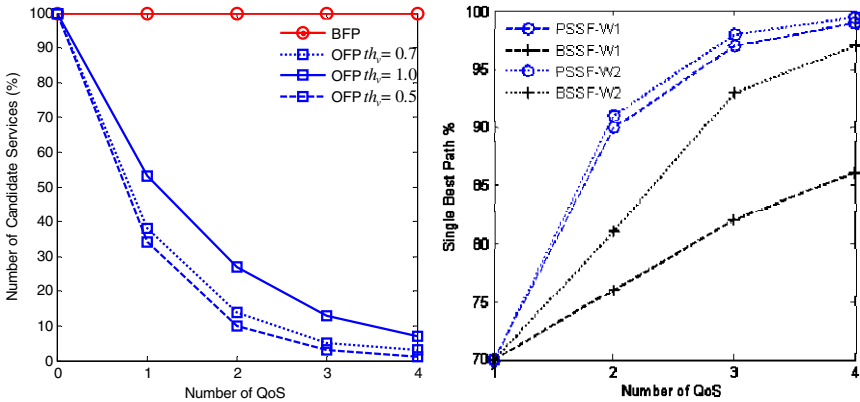 100
90
80
70
60
50
40
30
20
10
0
0
1
2
3
4
Number of Candidate Services (%)
Number of QoS
BFP
OFP th_v= 0.7
OFP th_v= 1.0
OFP th_v= 0.5
100
95
90
85
80
75
70
1
2
3
4
Single Best Path %
Number of QoS
PSSF-W1
BSSF-W1
PSSF-W2
BSSF-W2